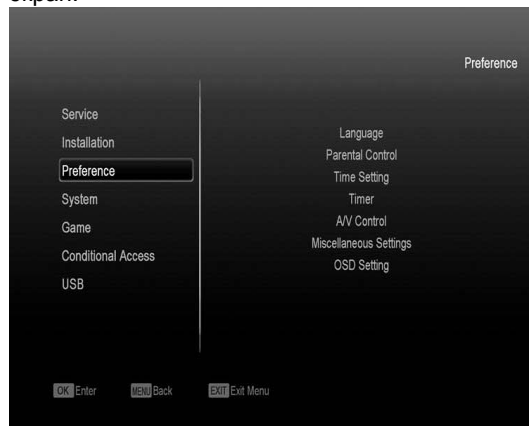 екран.
Preference
Service
Installation
Preference
System
Game
Conditional Access
USB
Language
Parental Control
Time Setting
Timer
A/V Control
Miscellaneous Settings
OSD Setting
OK Enter MENU Back EXIT Exit Menu